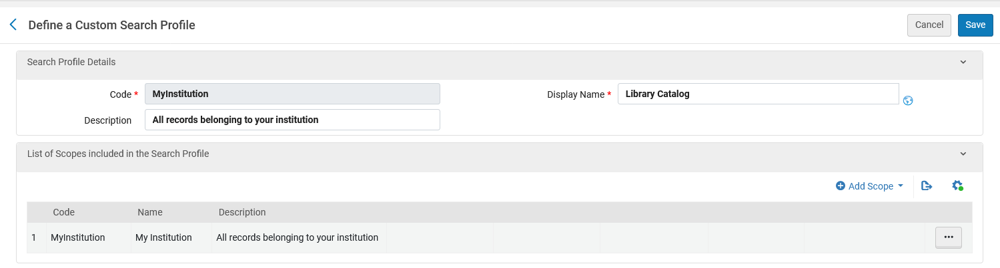 Define a Custom Search Profile
Cancel
Save
Search Profile Details
Code * MyInstitution
Display Name * Library Catalog
Description All records belonging to your institution
List of Scopes included in the Search Profile
Add Scope
Code Name Description
1 MyInstitution My Institution All records belonging to your institution